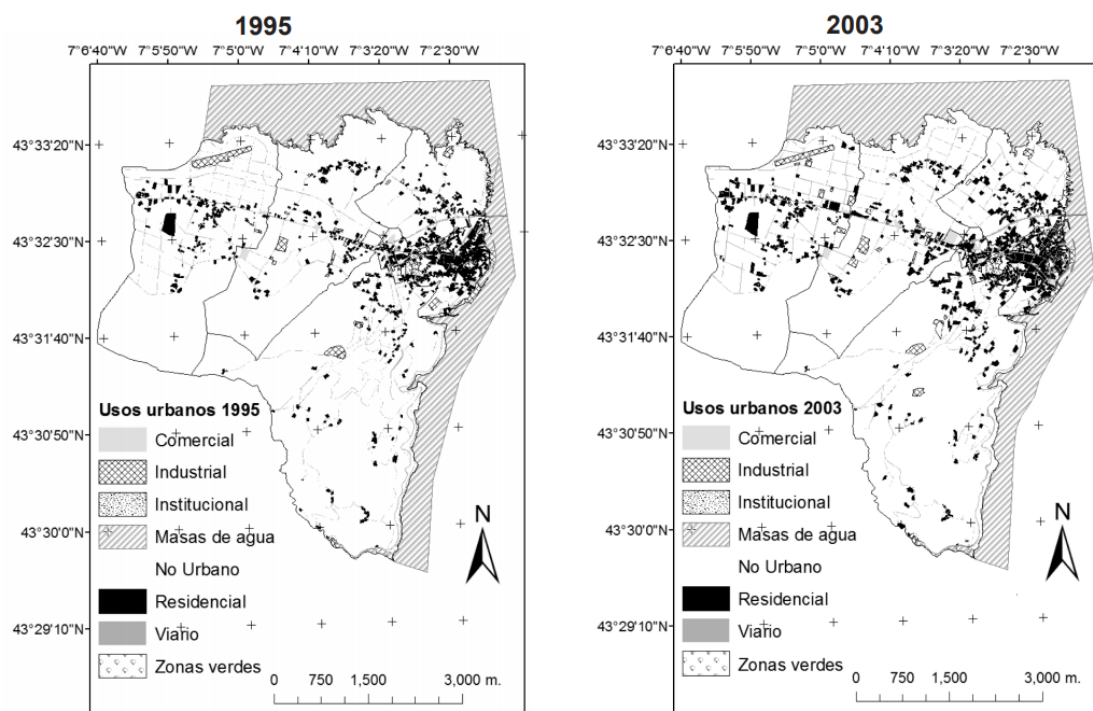 1995
7°6'40"W 7°5'50"W 7°5'0"W 7°4'10"W 7°3'20"W 7°2'30"W
43°33'20"N
43°32'30"N
43°31'40"N
43°30'50"N
43°30'0"N
43°29'10"N
Usos urbanos 1995
Comercial
Industrial
Institucional
Masas de agua
No Urbano
Residencial
Viario
Zonas verdes
N
0 750 1,500 3,000 m.
2003
7°6'40"W 7°5'50"W 7°5'0"W 7°4'10"W 7°3'20"W 7°2'30"W
43°33'20"N
43°32'30"N
43°31'40"N
43°30'50"N
43°30'0"N
43°29'10"N
Usos urbanos 2003
Comercial
Industrial
Institucional
Masas de agua
No Urbano
Residencial
Viario
Zonas verdes
N
0 750 1,500 3,000 m.